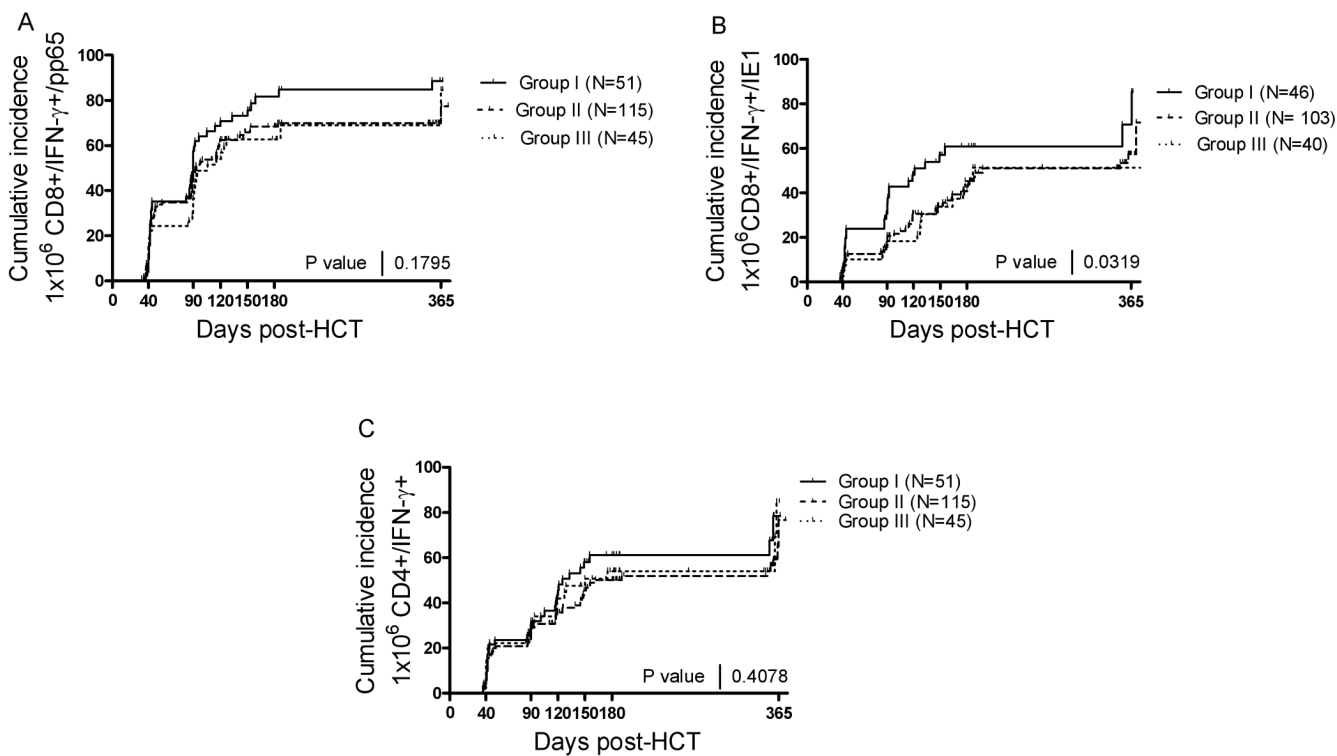 A
Cumulative incidence
1x10⁶ CD8+/IFN-γ+/pp65
100
80
60
40
20
0
0 40 90 120 150 180 365
Days post-HCT
P value | 0.1795
Group I (N=51)
Group II (N=115)
Group III (N=45)
B
Cumulative incidence
1x10⁶CD8+/IFN-γ+/IE1
100
80
60
40
20
0
0 40 90 120 150 180 365
Days post-HCT
P value | 0.0319
Group I (N=46)
Group II (N= 103)
Group III (N=40)
C
Cumulative incidence
1x10⁶ CD4+/IFN-γ+
100
80
60
40
20
0
0 40 90 120 150 180 365
Days post-HCT
P value | 0.4078
Group I (N=51)
Group II (N=115)
Group III (N=45)